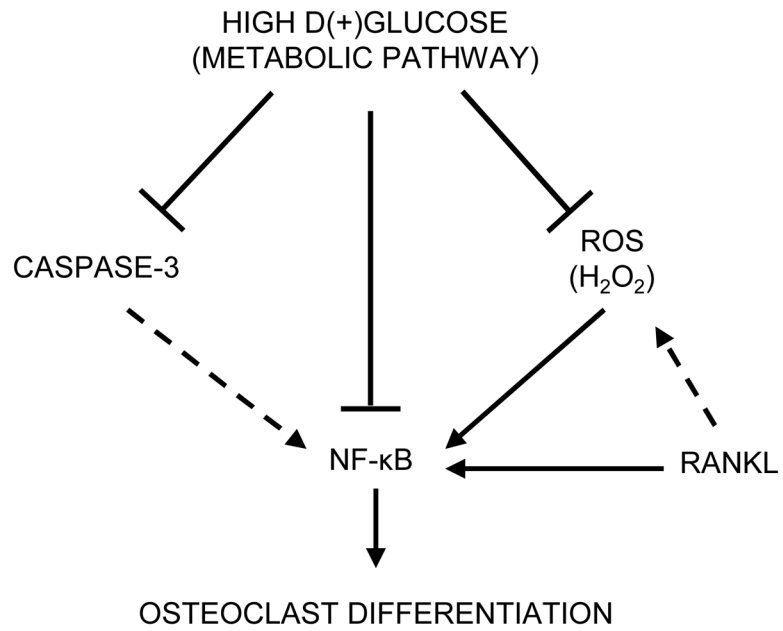 HIGH D(+)GLUCOSE
(METABOLIC PATHWAY)
CASPASE-3
ROS
(H₂O₂)
NF-κB
RANKL
OSTEOCLAST DIFFERENTIATION